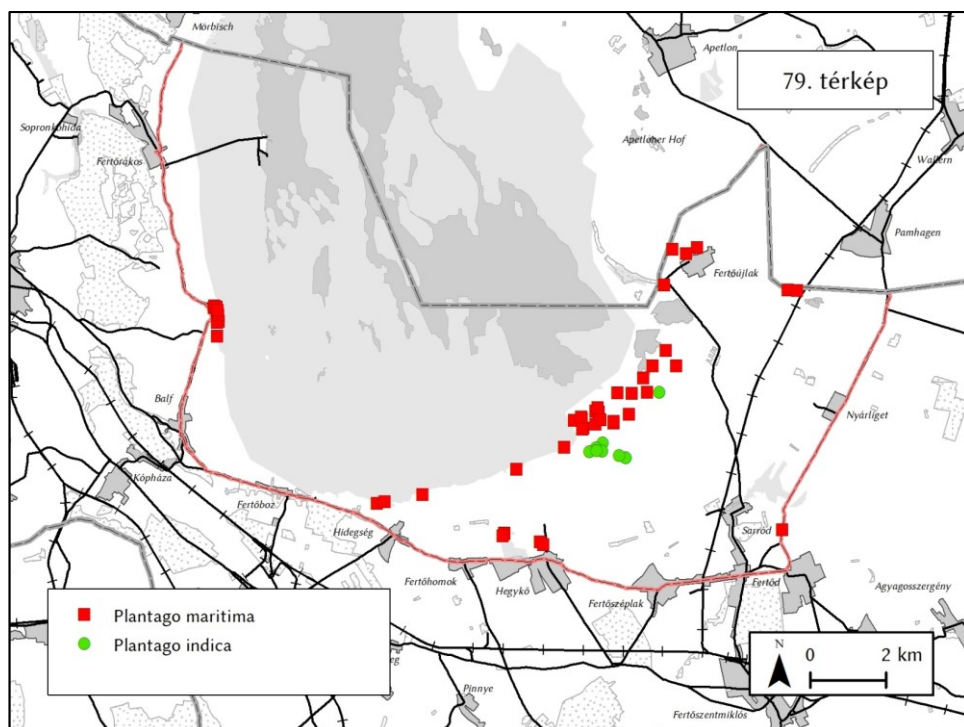 Mörbisch
Apetlon
79. térkép
Sopronkőhida
Fertőrákos
Apetloner Hof
Wallern
Pamhagen
Fertőújlak
Balf
Nyárliget
Kópháza
Fertőboz
Hidegség
Sarród
Fertőhomok
Hegykő
Fertőszéplak
Fertőd
Agyagosszergény
Plantago maritima
Plantago indica
Pinnye
N
0 2 km
Fertőszentmiklós